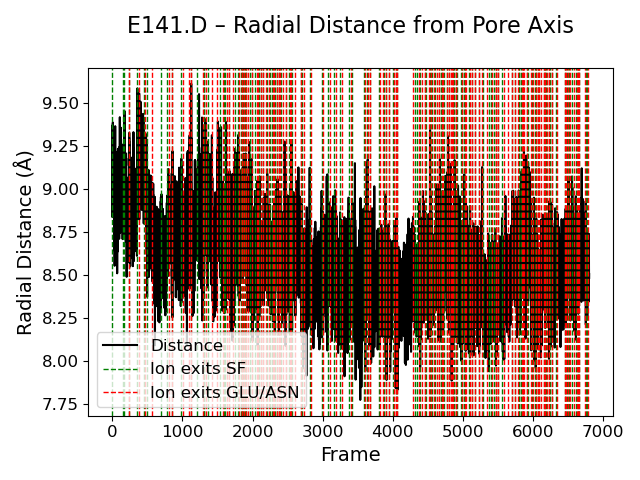 E141.D – Radial Distance from Pore Axis
Radial Distance (Å)
9.50
9.25
9.00
8.75
8.50
8.25
8.00
7.75
Distance
Ion exits SF
Ion exits GLU/ASN
0 1000 2000 3000 4000 5000 6000 7000
Frame